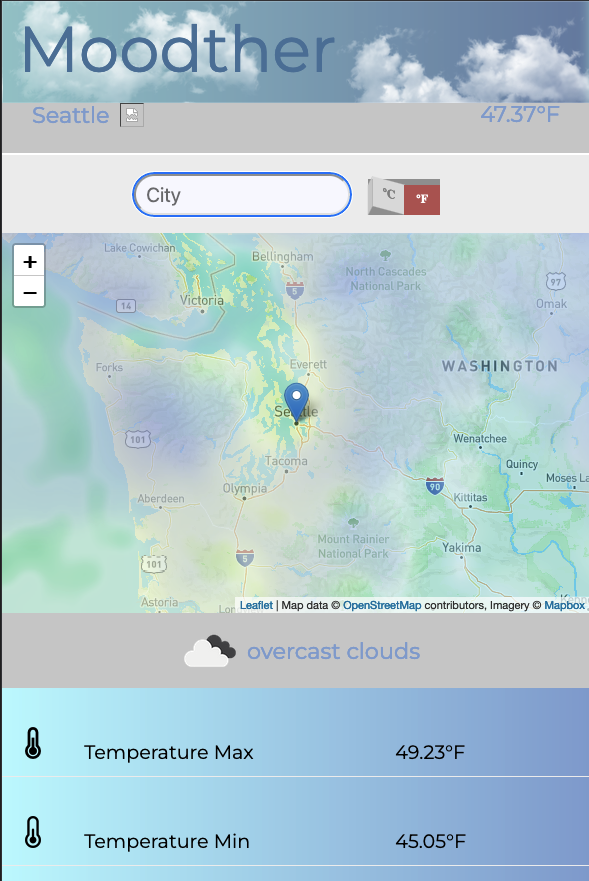 Moodther
Seattle
47.37°F
City
°C
°F
+
−
Lake Cowichan
Bellingham
North Cascades
National Park
97
Omak
Victoria
14
5
Forks
Everett
WASHINGTON
Seattle
101
Wenatchee
Tacoma
Quincy
Moses La
Olympia
90
Kittitas
Aberdeen
Mount Rainier
National Park
Yakima
5
101
Astoria
Lon
Leaflet | Map data © OpenStreetMap contributors, Imagery © Mapbox
overcast clouds
Temperature Max
49.23°F
Temperature Min
45.05°F